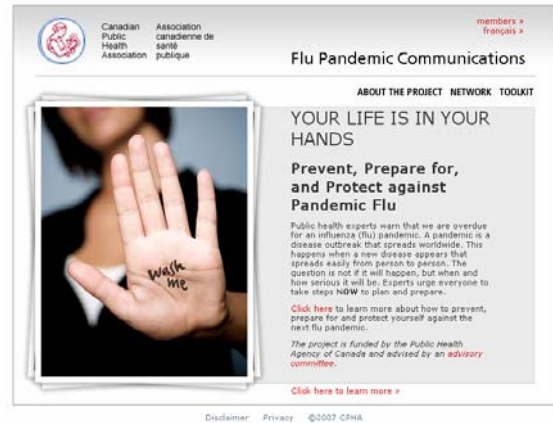 Canadian Association
Public canadienne de
Health santé
Association publique
members »
français »
Flu Pandemic Communications
ABOUT THE PROJECT NETWORK TOOLKIT
wash
me
YOUR LIFE IS IN YOUR
HANDS
Prevent, Prepare for,
and Protect against
Pandemic Flu
Public health experts warn that we are overdue
for an influenza (flu) pandemic. A pandemic is a
disease outbreak that spreads worldwide. This
happens when a new disease appears that
spreads easily from person to person. The
question is not if it will happen, but when and
how serious it will be. Experts urge everyone to
take steps NOW to plan and prepare.
Click here to learn more about how to prevent,
prepare for and protect yourself against the
next flu pandemic.
The project is funded by the Public Health
Agency of Canada and advised by an advisory
committee.
Click here to learn more »
Disclaimer Privacy ©2007 CPHA